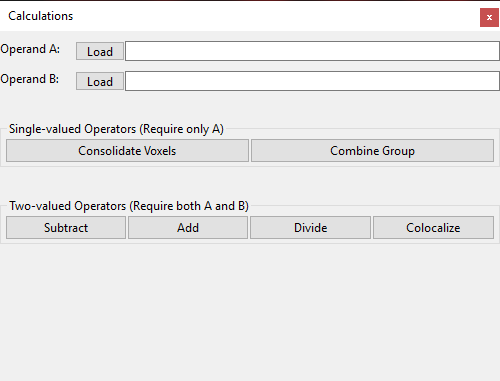 Calculations x
Operand A: Load
Operand B: Load
Single-valued Operators (Require only A)
Consolidate Voxels Combine Group
Two-valued Operators (Require both A and B)
Subtract Add Divide Colocalize